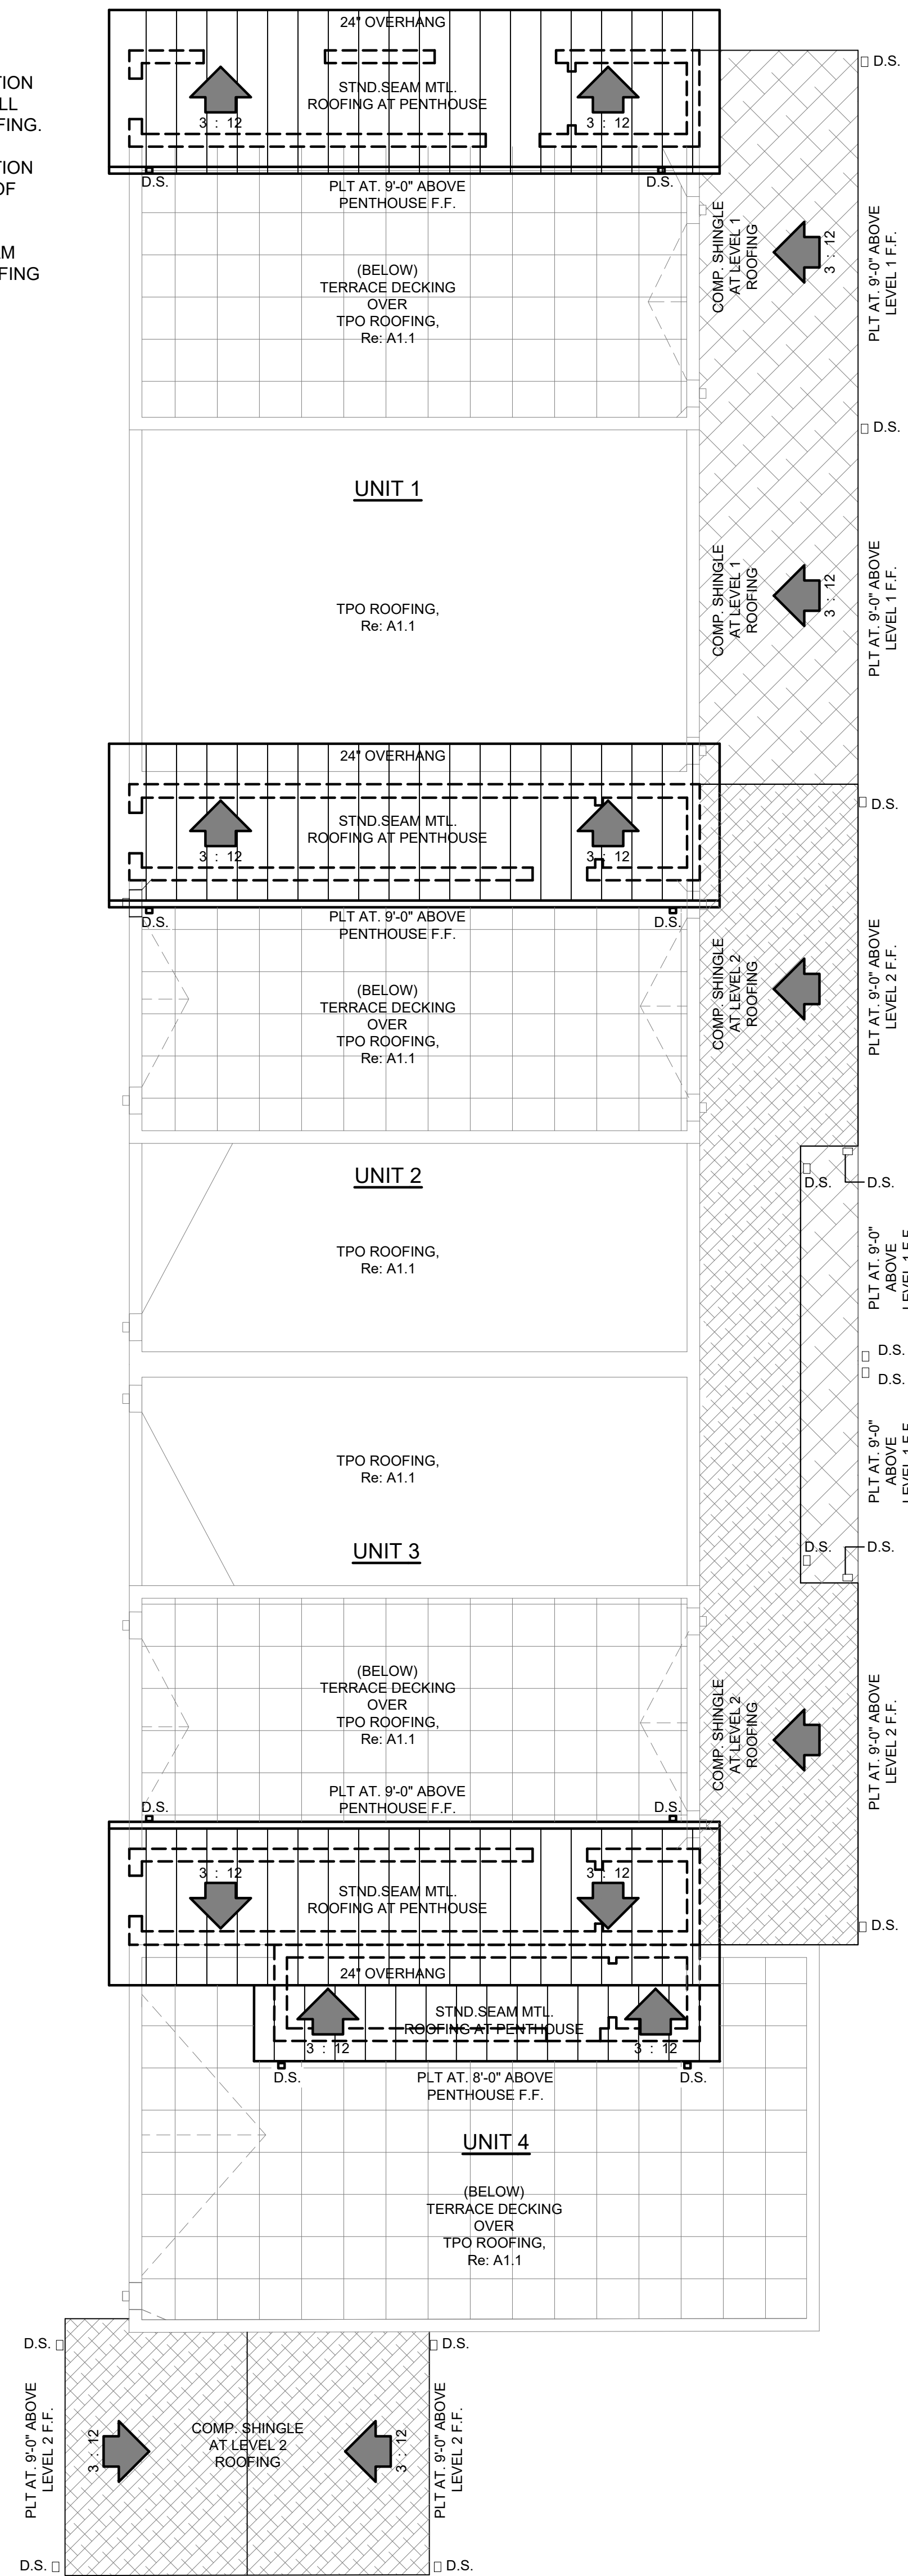 24" OVERHANG
D.S.
TION
LL
FING.
STND.SEAM MTL.
ROOFING AT PENTHOUSE
3 : 12
3 : 12
TION
OF
D.S.
D.S.
PLT AT. 9'-0" ABOVE
PENTHOUSE F.F.
AM
FING
(BELOW)
TERRACE DECKING
OVER
TPO ROOFING,
Re: A1.1
COMP. SHINGLE
AT LEVEL 1
ROOFING
3 : 12
PLT AT. 9'-0" ABOVE
LEVEL 1 F.F.
D.S.
UNIT 1
TPO ROOFING,
Re: A1.1
COMP. SHINGLE
AT LEVEL 1
ROOFING
3 : 12
PLT AT. 9'-0" ABOVE
LEVEL 1 F.F.
24" OVERHANG
D.S.
STND.SEAM MTL.
ROOFING AT PENTHOUSE
3 : 12
3 : 12
D.S.
D.S.
PLT AT. 9'-0" ABOVE
PENTHOUSE F.F.
(BELOW)
TERRACE DECKING
OVER
TPO ROOFING,
Re: A1.1
COMP. SHINGLE
AT LEVEL 2
ROOFING
PLT AT. 9'-0" ABOVE
LEVEL 2 F.F.
UNIT 2
D.S.
D.S.
TPO ROOFING,
Re: A1.1
PLT AT. 9'-0"
ABOVE
LEVEL 1 F.F.
D.S.
D.S.
TPO ROOFING,
Re: A1.1
PLT AT. 9'-0"
ABOVE
LEVEL 1 F.F.
UNIT 3
D.S.
D.S.
(BELOW)
TERRACE DECKING
OVER
TPO ROOFING,
Re: A1.1
COMP. SHINGLE
AT LEVEL 2
ROOFING
PLT AT. 9'-0" ABOVE
LEVEL 2 F.F.
PLT AT. 9'-0" ABOVE
PENTHOUSE F.F.
D.S.
D.S.
3 : 12
3 : 12
STND.SEAM MTL.
ROOFING AT PENTHOUSE
D.S.
24" OVERHANG
STND.SEAM MTL.
ROOFING AT PENTHOUSE
3 : 12
3 : 12
D.S.
D.S.
PLT AT. 8'-0" ABOVE
PENTHOUSE F.F.
UNIT 4
(BELOW)
TERRACE DECKING
OVER
TPO ROOFING,
Re: A1.1
D.S.
D.S.
PLT AT. 9'-0" ABOVE
LEVEL 2 F.F.
3 : 12
COMP. SHINGLE
AT LEVEL 2
ROOFING
3 : 12
PLT AT. 9'-0" ABOVE
LEVEL 2 F.F.
D.S.
D.S.